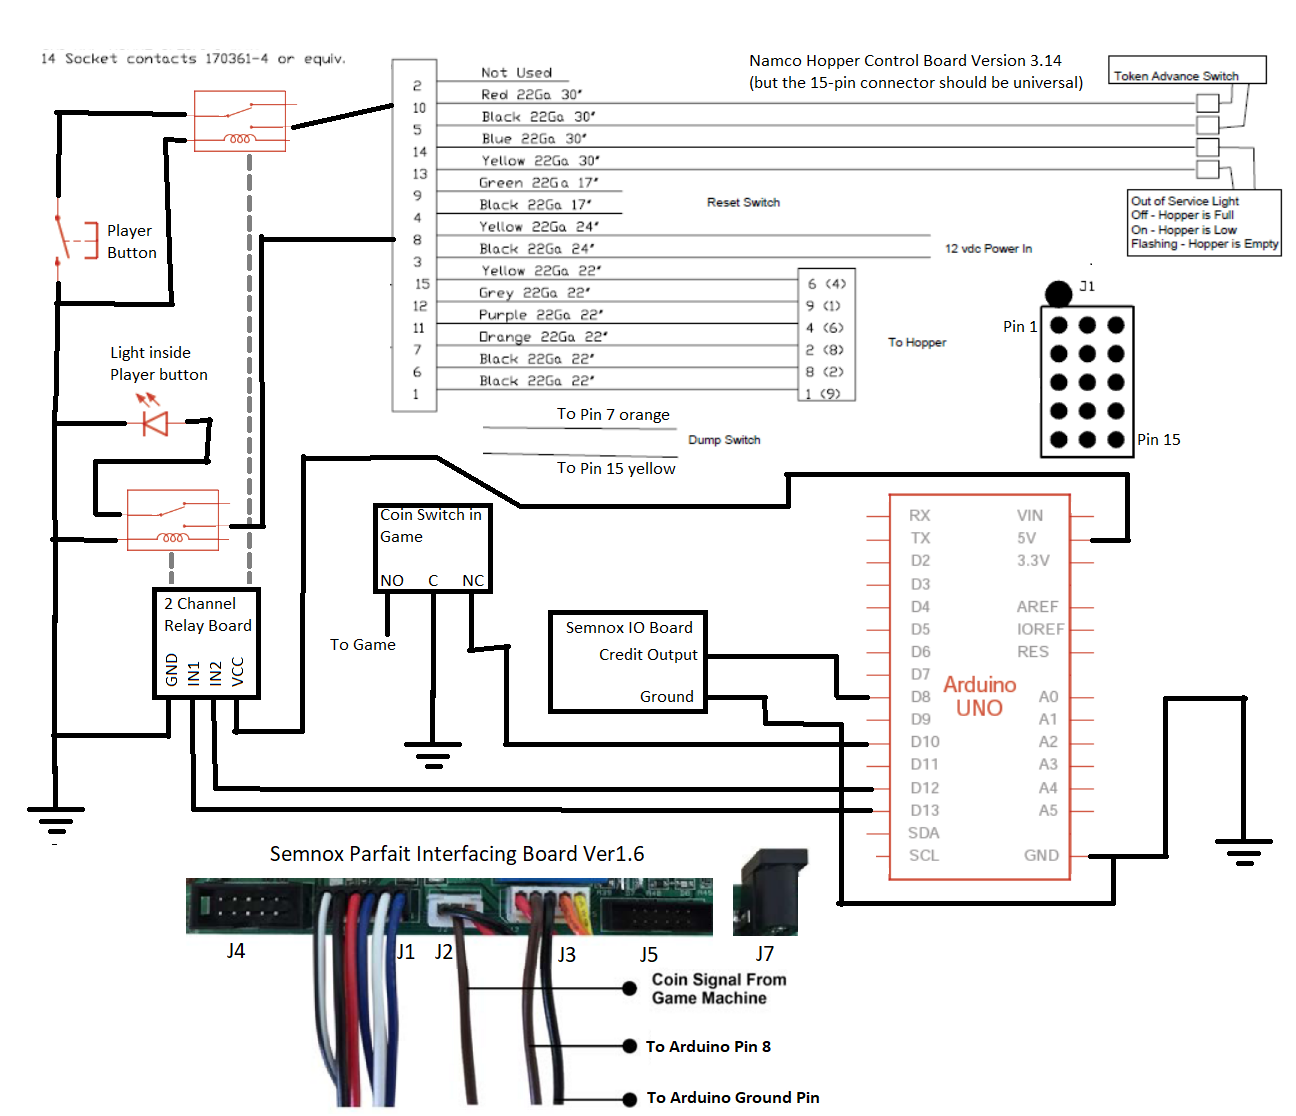 14 Socket contacts 170361-4 or equiv.
Namco Hopper Control Board Version 3.14
(but the 15-pin connector should be universal)
Token Advance Switch
2
10
5
14
13
9
4
8
3
15
12
11
7
6
1
Not Used
Red 22Ga 30"
Black 22Ga 30"
Blue 22Ga 30"
Yellow 22Ga 30"
Green 22Ga 17"
Black 22Ga 17"
Yellow 22Ga 24"
Black 22Ga 24"
Yellow 22Ga 22"
Grey 22Ga 22"
Purple 22Ga 22"
Orange 22Ga 22"
Black 22Ga 22"
Black 22Ga 22"
Reset Switch
12 vdc Power In
Out of Service Light
Off - Hopper is Full
On - Hopper is Low
Flashing - Hopper is Empty
6 (4)
9 (1)
4 (6)
2 (8)
8 (2)
1 (9)
To Hopper
J1
Pin 1
Pin 15
Player
Button
Light inside
Player button
To Pin 7 orange
Dump Switch
To Pin 15 yellow
Coin Switch in
Game
NO C NC
To Game
2 Channel
Relay Board
GND
IN1
IN2
VCC
Semnox IO Board
Credit Output
Ground
RX
TX
D2
D3
D4
D5
D6
D7
D8
D9
D10
D11
D12
D13
SDA
SCL
Arduino
UNO
VIN
5V
3.3V
AREF
IOREF
RES
A0
A1
A2
A3
A4
A5
GND
Semnox Parfait Interfacing Board Ver1.6
J4
J1
J2
J3
J5
J7
Coin Signal From
Game Machine
To Arduino Pin 8
To Arduino Ground Pin